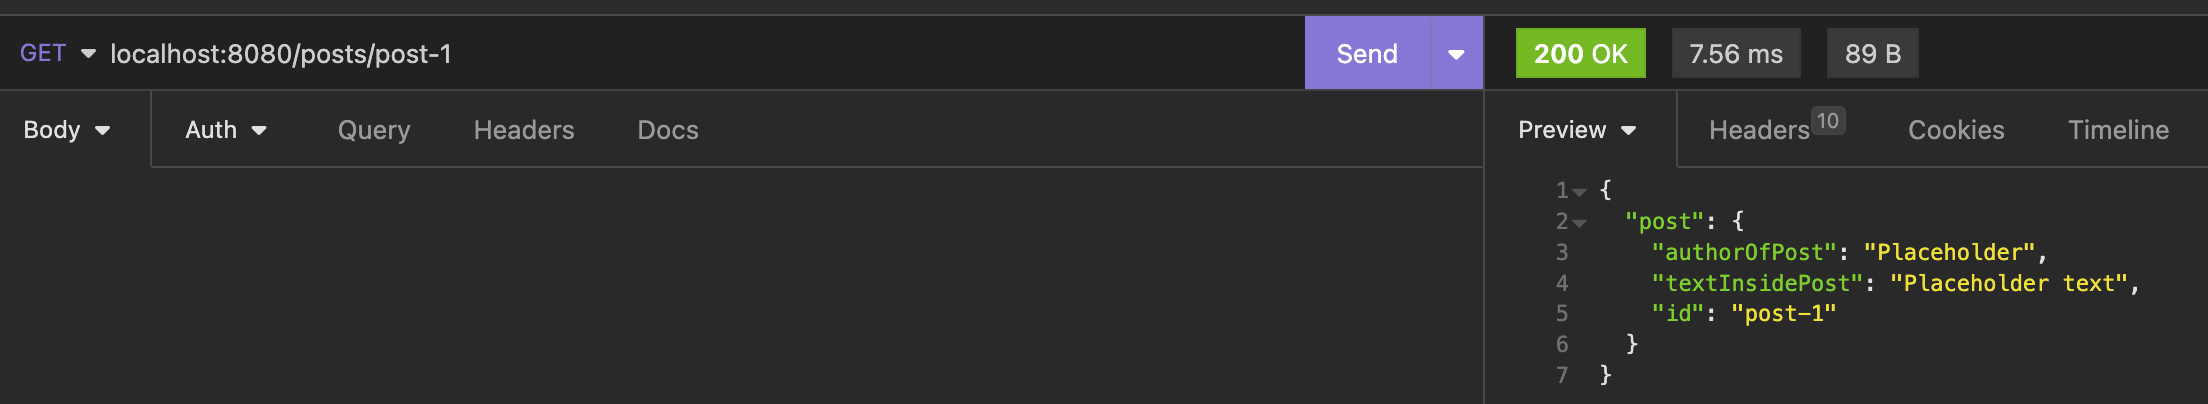 GET localhost:8080/posts/post-1 Send 200 OK 7.56 ms 89 B
Body Auth Query Headers Docs Preview Headers 10 Cookies Timeline
1 {
2 "post": {
3 "authorOfPost": "Placeholder",
4 "textInsidePost": "Placeholder text",
5 "id": "post-1"
6 }
7 }